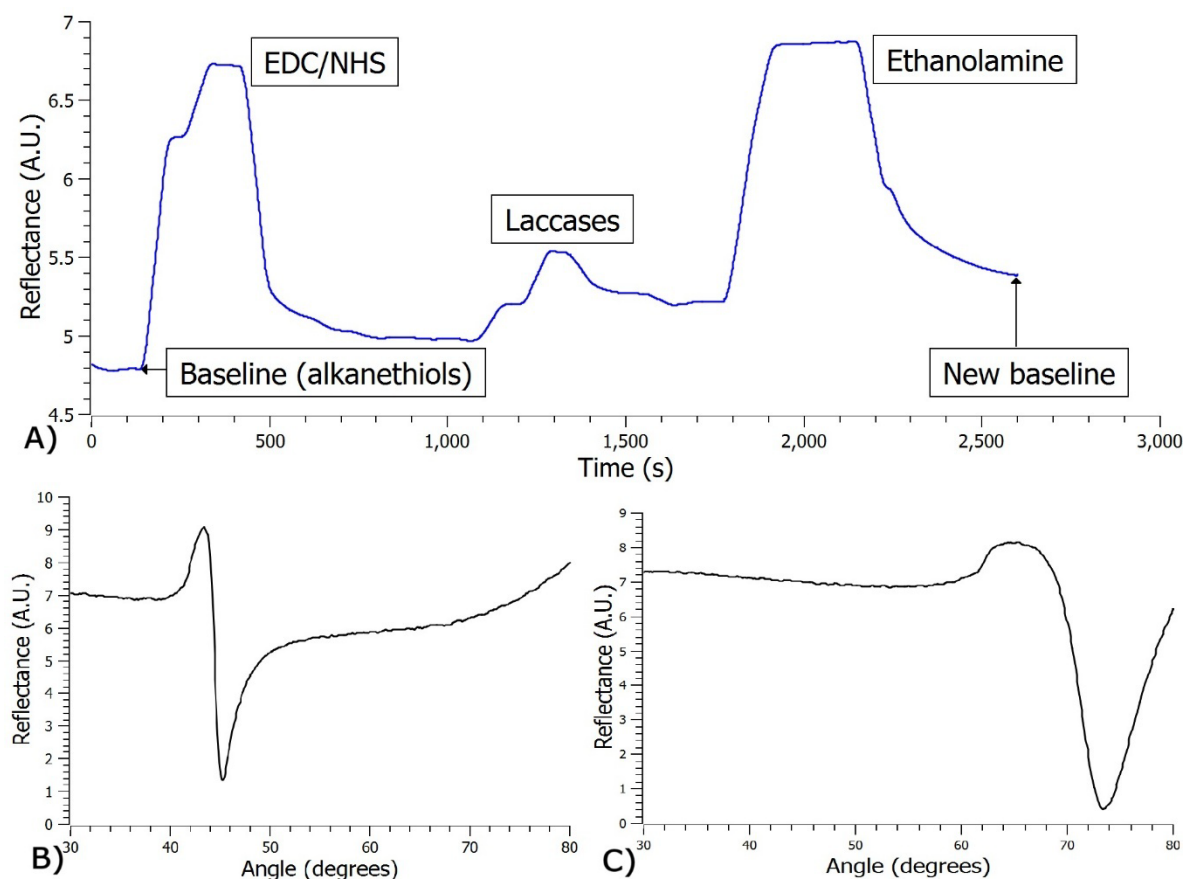 7
6.5
6
5.5
5
4.5
Reflectance (A.U.)
EDC/NHS
Ethanolamine
Laccases
Baseline (alkanethiols)
New baseline
A)
0 500 1,000 1,500 2,000 2,500 3,000
Time (s)
10
9
8
7
6
5
4
3
2
1
0
Reflectance (A.U.)
30 40 50 60 70 80
B)
Angle (degrees)
9
8
7
6
5
4
3
2
1
0
Reflectance (A.U.)
30 40 50 60 70 80
C)
Angle (degrees)